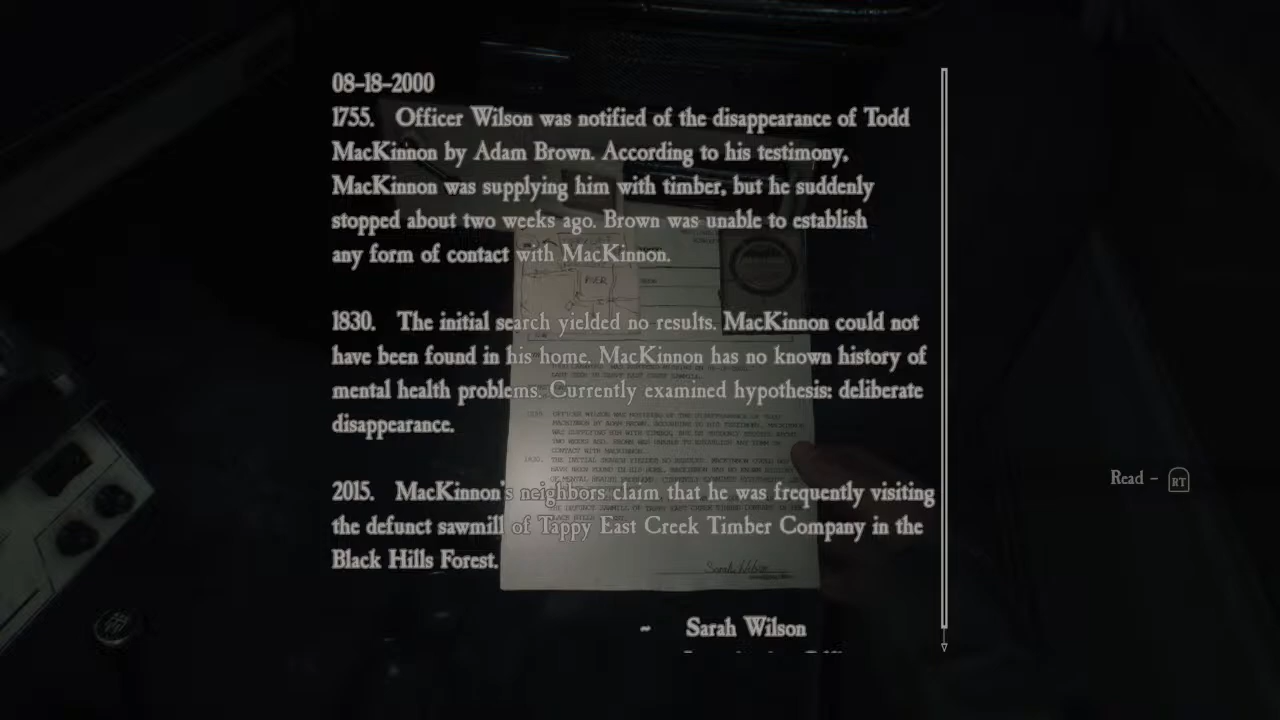 08-18-2000
1755. Officer Wilson was notified of the disappearance of Todd
MacKinnon by Adam Brown. According to his testimony,
MacKinnon was supplying him with timber, but he suddenly
stopped about two weeks ago. Brown was unable to establish
any form of contact with MacKinnon.
1830. The initial search yielded no results. MacKinnon could not
have been found in his home. MacKinnon has no known history of
mental health problems. Currently examined hypothesis: deliberate
disappearance.
2015. MacKinnon's neighbors claim that he was frequently visiting
the defunct sawmill of Tappy East Creek Timber Company in the
Black Hills Forest.
~ Sarah Wilson
Read - RT